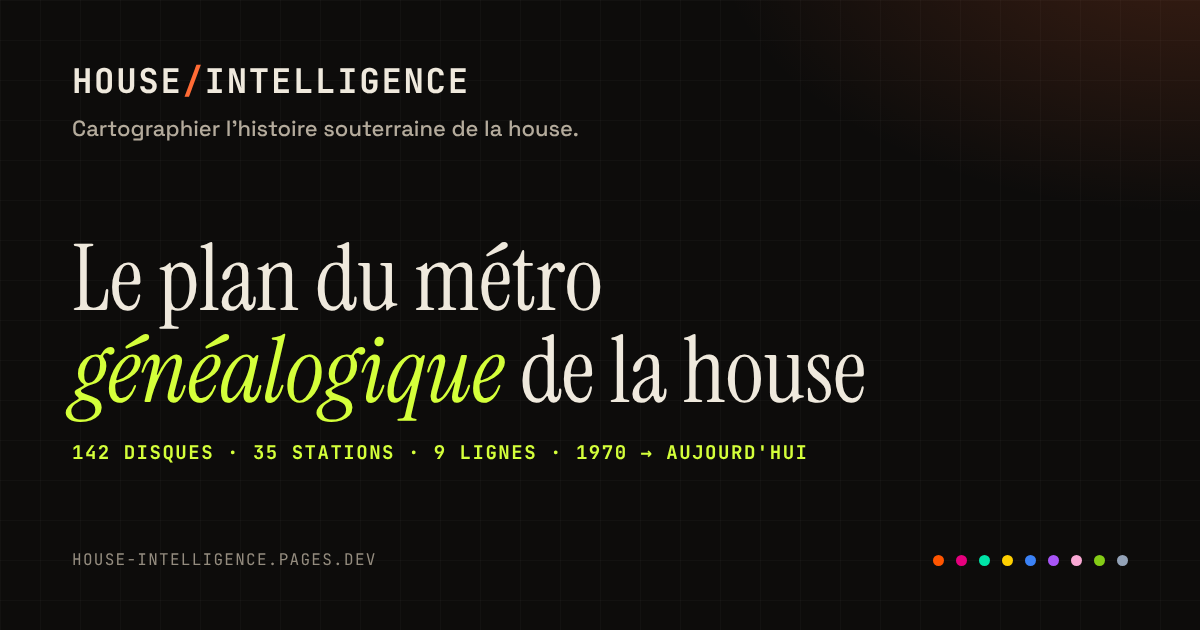 HOUSE/INTELLIGENCE
Cartographier l’histoire souterraine de la house.
Le plan du métro
généalogique de la house
142 DISQUES · 35 STATIONS · 9 LIGNES · 1970 → AUJOURD'HUI
HOUSE-INTELLIGENCE.PAGES.DEV